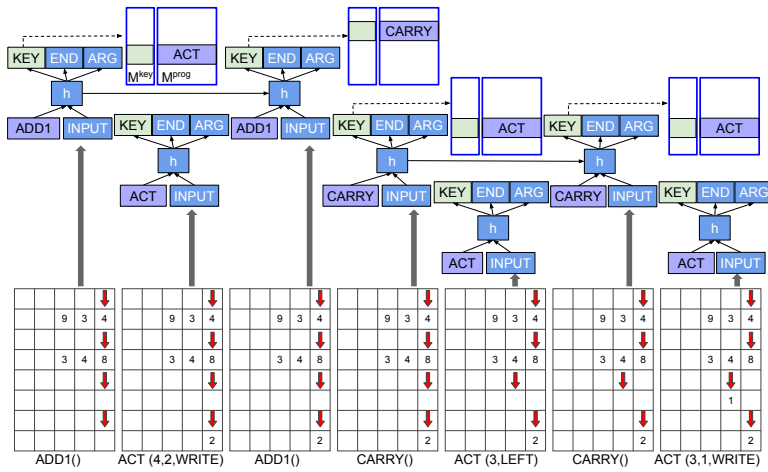 CARRY
KEY END ARG ACT KEY END ARG
M^key M^prog
h h
ADD1 INPUT KEY END ARG ADD1 INPUT KEY END ARG ACT KEY END ARG ACT
h h h
ACT INPUT CARRY INPUT KEY END ARG CARRY INPUT KEY END ARG
h h
ACT INPUT ACT INPUT
9 3 4 9 3 4 9 3 4 9 3 4 9 3 4 9 3 4 9 3 4
3 4 8 3 4 8 3 4 8 3 4 8 3 4 8 3 4 8 3 4 8
1
2 2 2 2 2 2
ADD1() ACT (4,2,WRITE) ADD1() CARRY() ACT (3,LEFT) CARRY() ACT (3,1,WRITE)